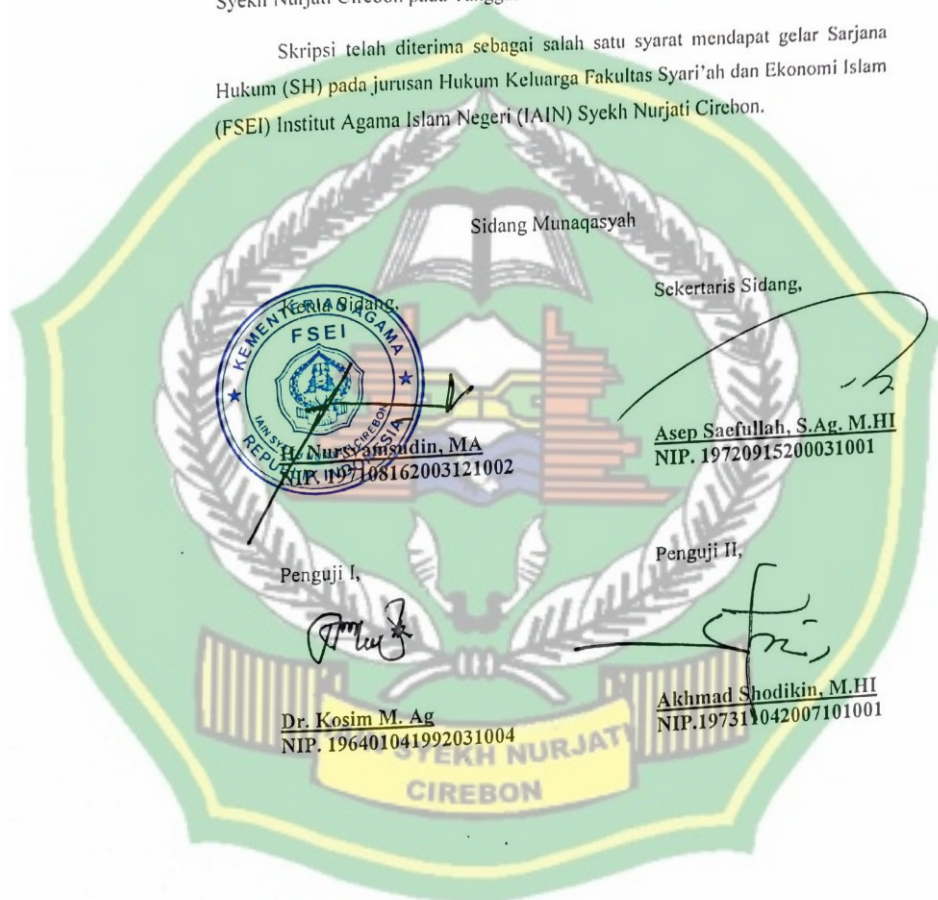 Syekh Nurjati Cirebon pada
Skripsi telah diterima sebagai salah satu syarat mendapat gelar Sarjana
Hukum (SH) pada jurusan Hukum Keluarga Fakultas Syari'ah dan Ekonomi Islam
(FSEI) Institut Agama Islam Negeri (IAIN) Syekh Nurjati Cirebon.
Sidang Munaqasyah
Ketua Sidang,
Sekertaris Sidang,
KEMENTERIAN AGAMA
FSEI
REPUBLIK INDONESIA
H. Nursyamsudin, MA
NIP. 197108162003121002
Asep Saefullah, S.Ag. M.HI
NIP. 19720915200031001
Penguji I,
Penguji II,
Dr. Kosim M. Ag
NIP. 196401041992031004
Akhmad Shodikin, M.HI
NIP.197311042007101001
SYEKH NURJATI
CIREBON